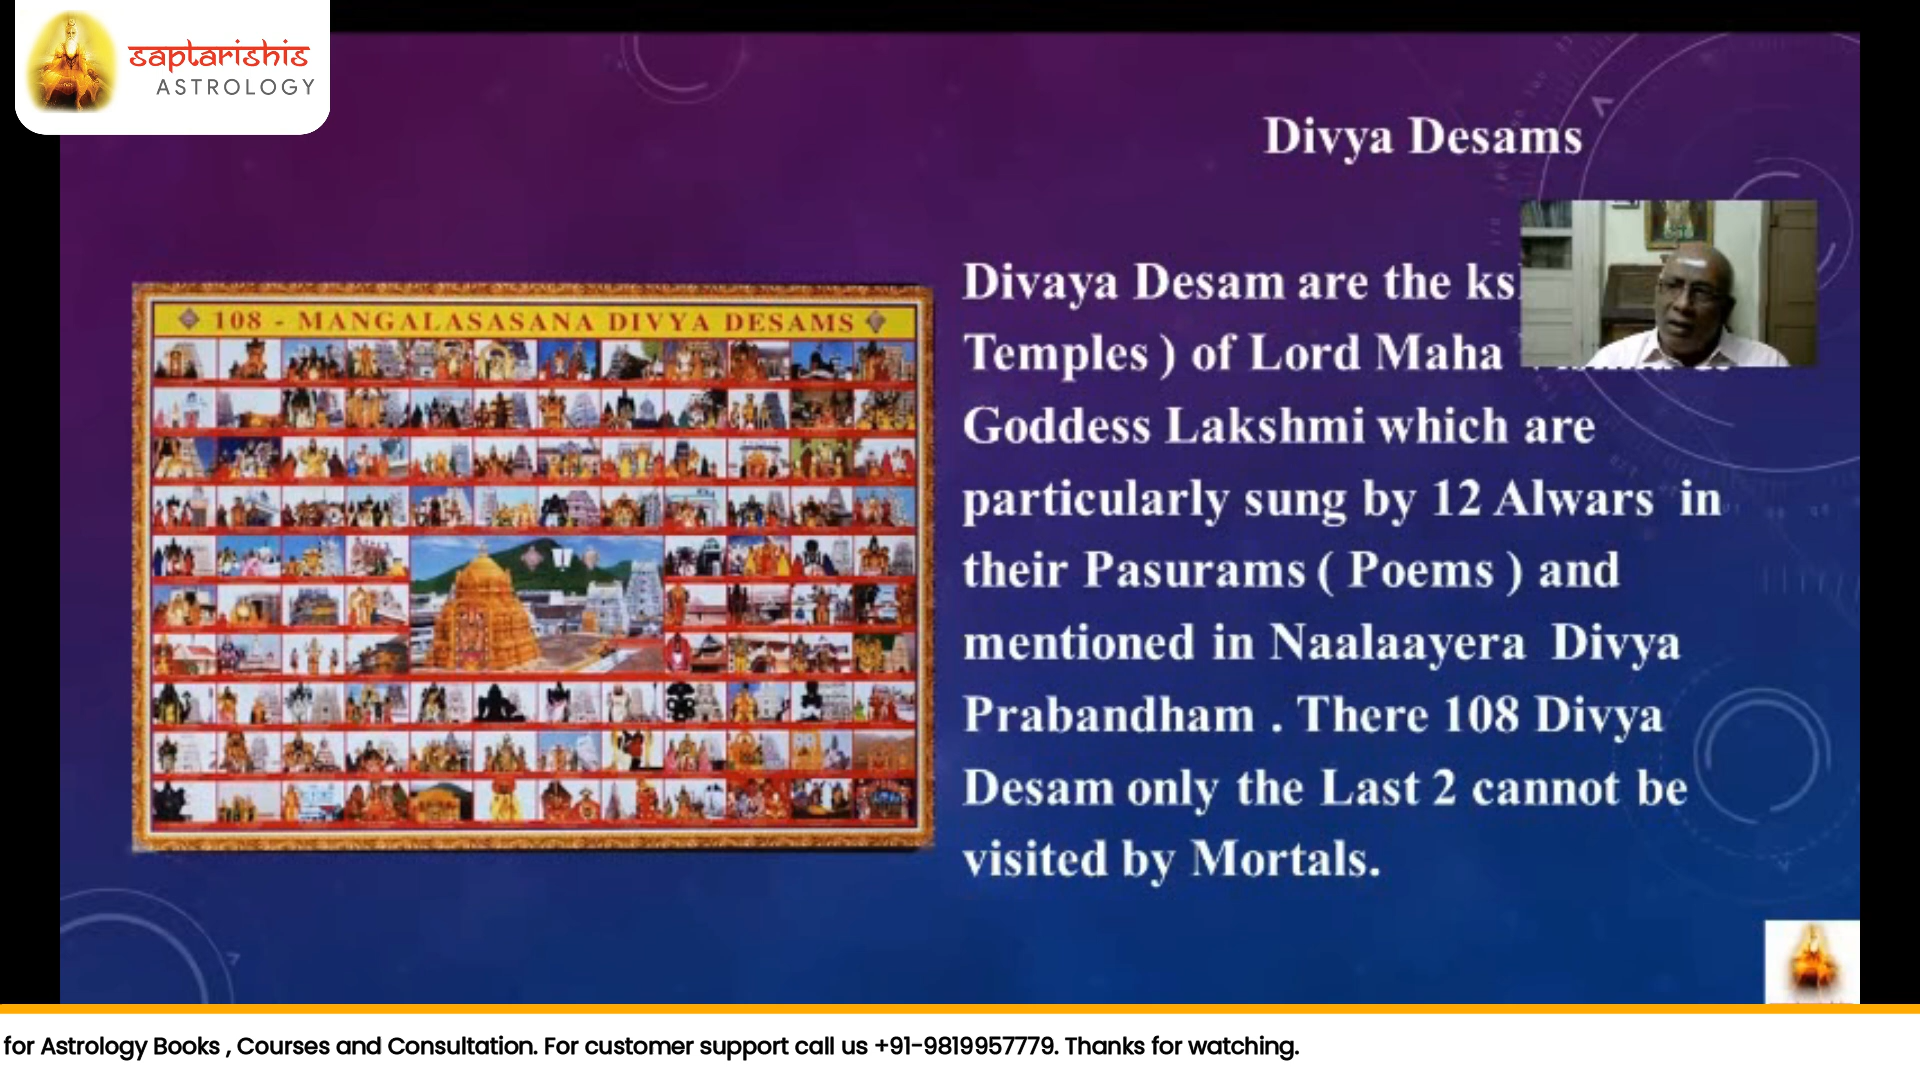 saptarishis
ASTROLOGY
Divya Desams
108 - MANGALASASANA DIVYA DESAMS
Divaya Desam are the
Temples ) of Lord Maha
Goddess Lakshmi which are
particularly sung by 12 Alwars in
their Pasurams ( Poems ) and
mentioned in Naalaayera Divya
Prabandham . There 108 Divya
Desam only the Last 2 cannot be
visited by Mortals.
for Astrology Books , Courses and Consultation. For customer support call us +91-9819957779. Thanks for watching.